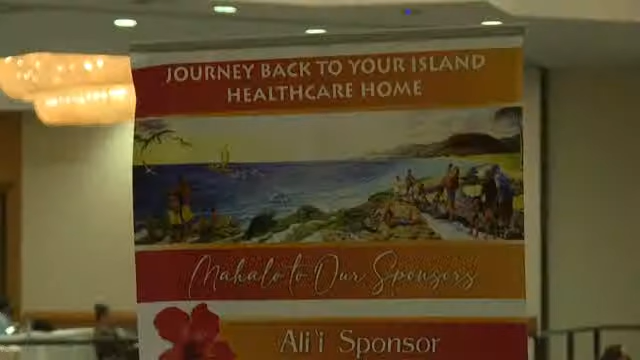 JOURNEY BACK TO YOUR ISLAND
HEALTHCARE HOME
Mahalo to Our Sponsors
Ali'i Sponsor